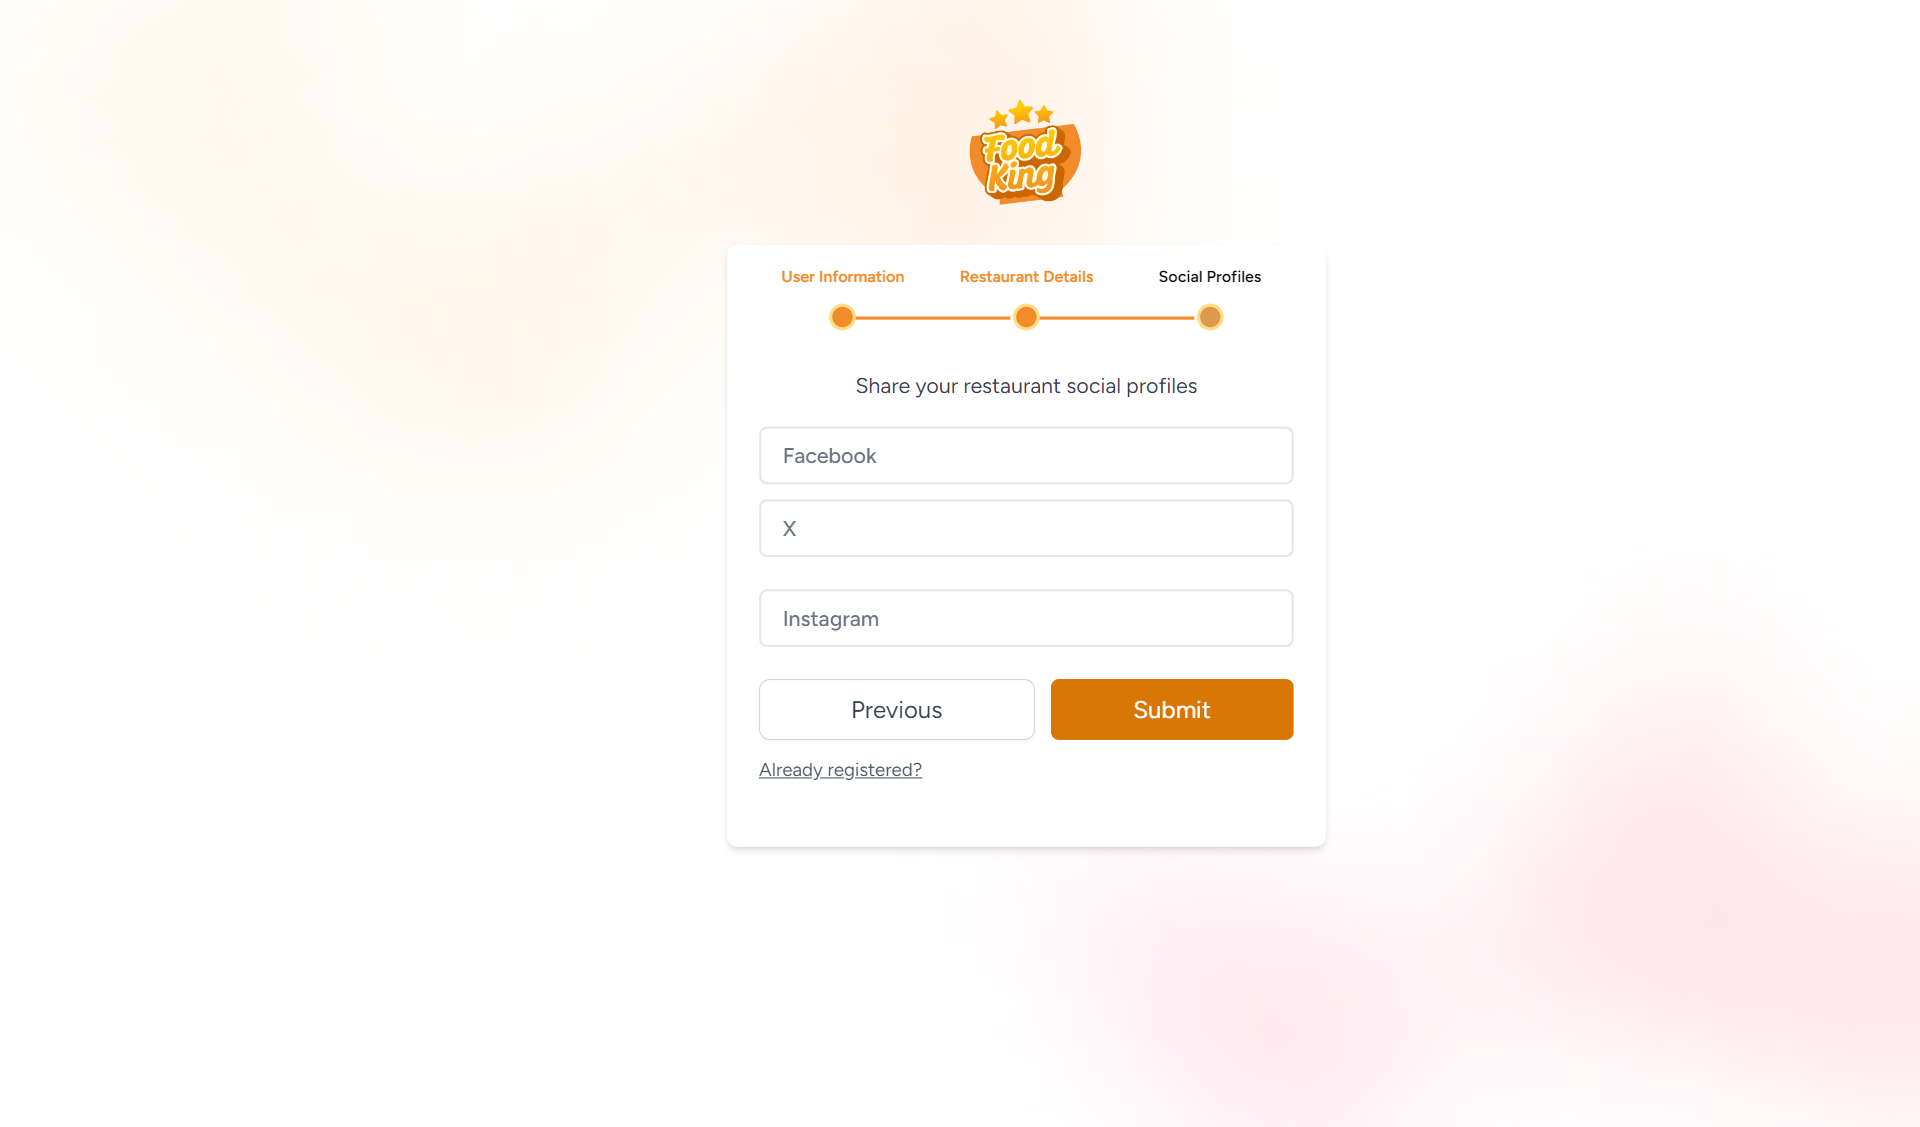 Food
King
User Information
Restaurant Details
Social Profiles
Share your restaurant social profiles
Facebook
X
Instagram
Previous
Submit
Already registered?